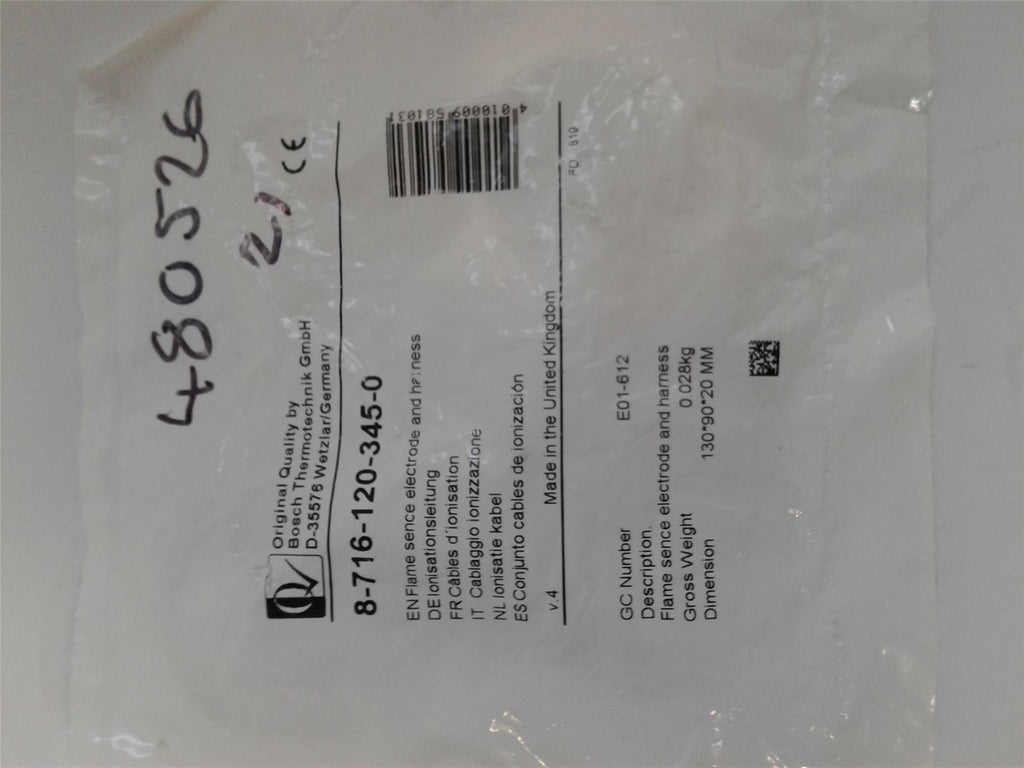 480526
2.1
Original Quality by
Bosch Thermotechnik GmbH
D-35576 Wetzlar/Germany
CE
8-716-120-345-0
EN Flame sence electrode and harness
DE Ionisationsleitung
FR Câbles d'ionisation
IT Cablaggio ionizzazione
NL Ionisatie kabel
ES Conjunto cables de ionización
v.4 Made in the United Kingdom
FD 819
GC Number E01-612
Description.
Flame sence electrode and harness
Gross Weight 0.028kg
Dimension 130*90*20 MM